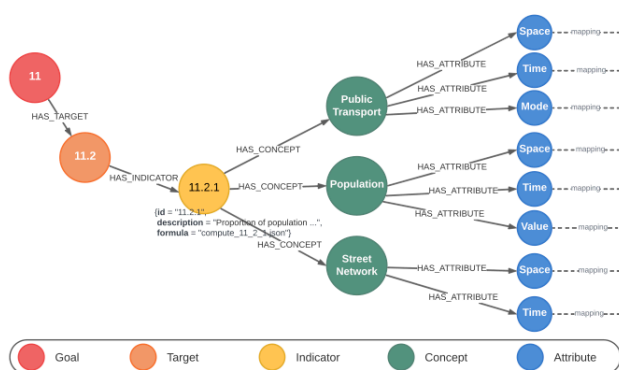 11
HAS_TARGET
11.2
HAS_INDICATOR
11.2.1
{id = "11.2.1",
description = "Proportion of population ...",
formula = "compute_11_2_1.json"}
HAS_CONCEPT
HAS_CONCEPT
HAS_CONCEPT
Public
Transport
Population
Street
Network
HAS_ATTRIBUTE
HAS_ATTRIBUTE
HAS_ATTRIBUTE
HAS_ATTRIBUTE
HAS_ATTRIBUTE
HAS_ATTRIBUTE
HAS_ATTRIBUTE
HAS_ATTRIBUTE
Space
mapping
Time
mapping
Mode
mapping
Space
mapping
Time
mapping
Value
mapping
Space
mapping
Time
mapping
Goal
Target
Indicator
Concept
Attribute